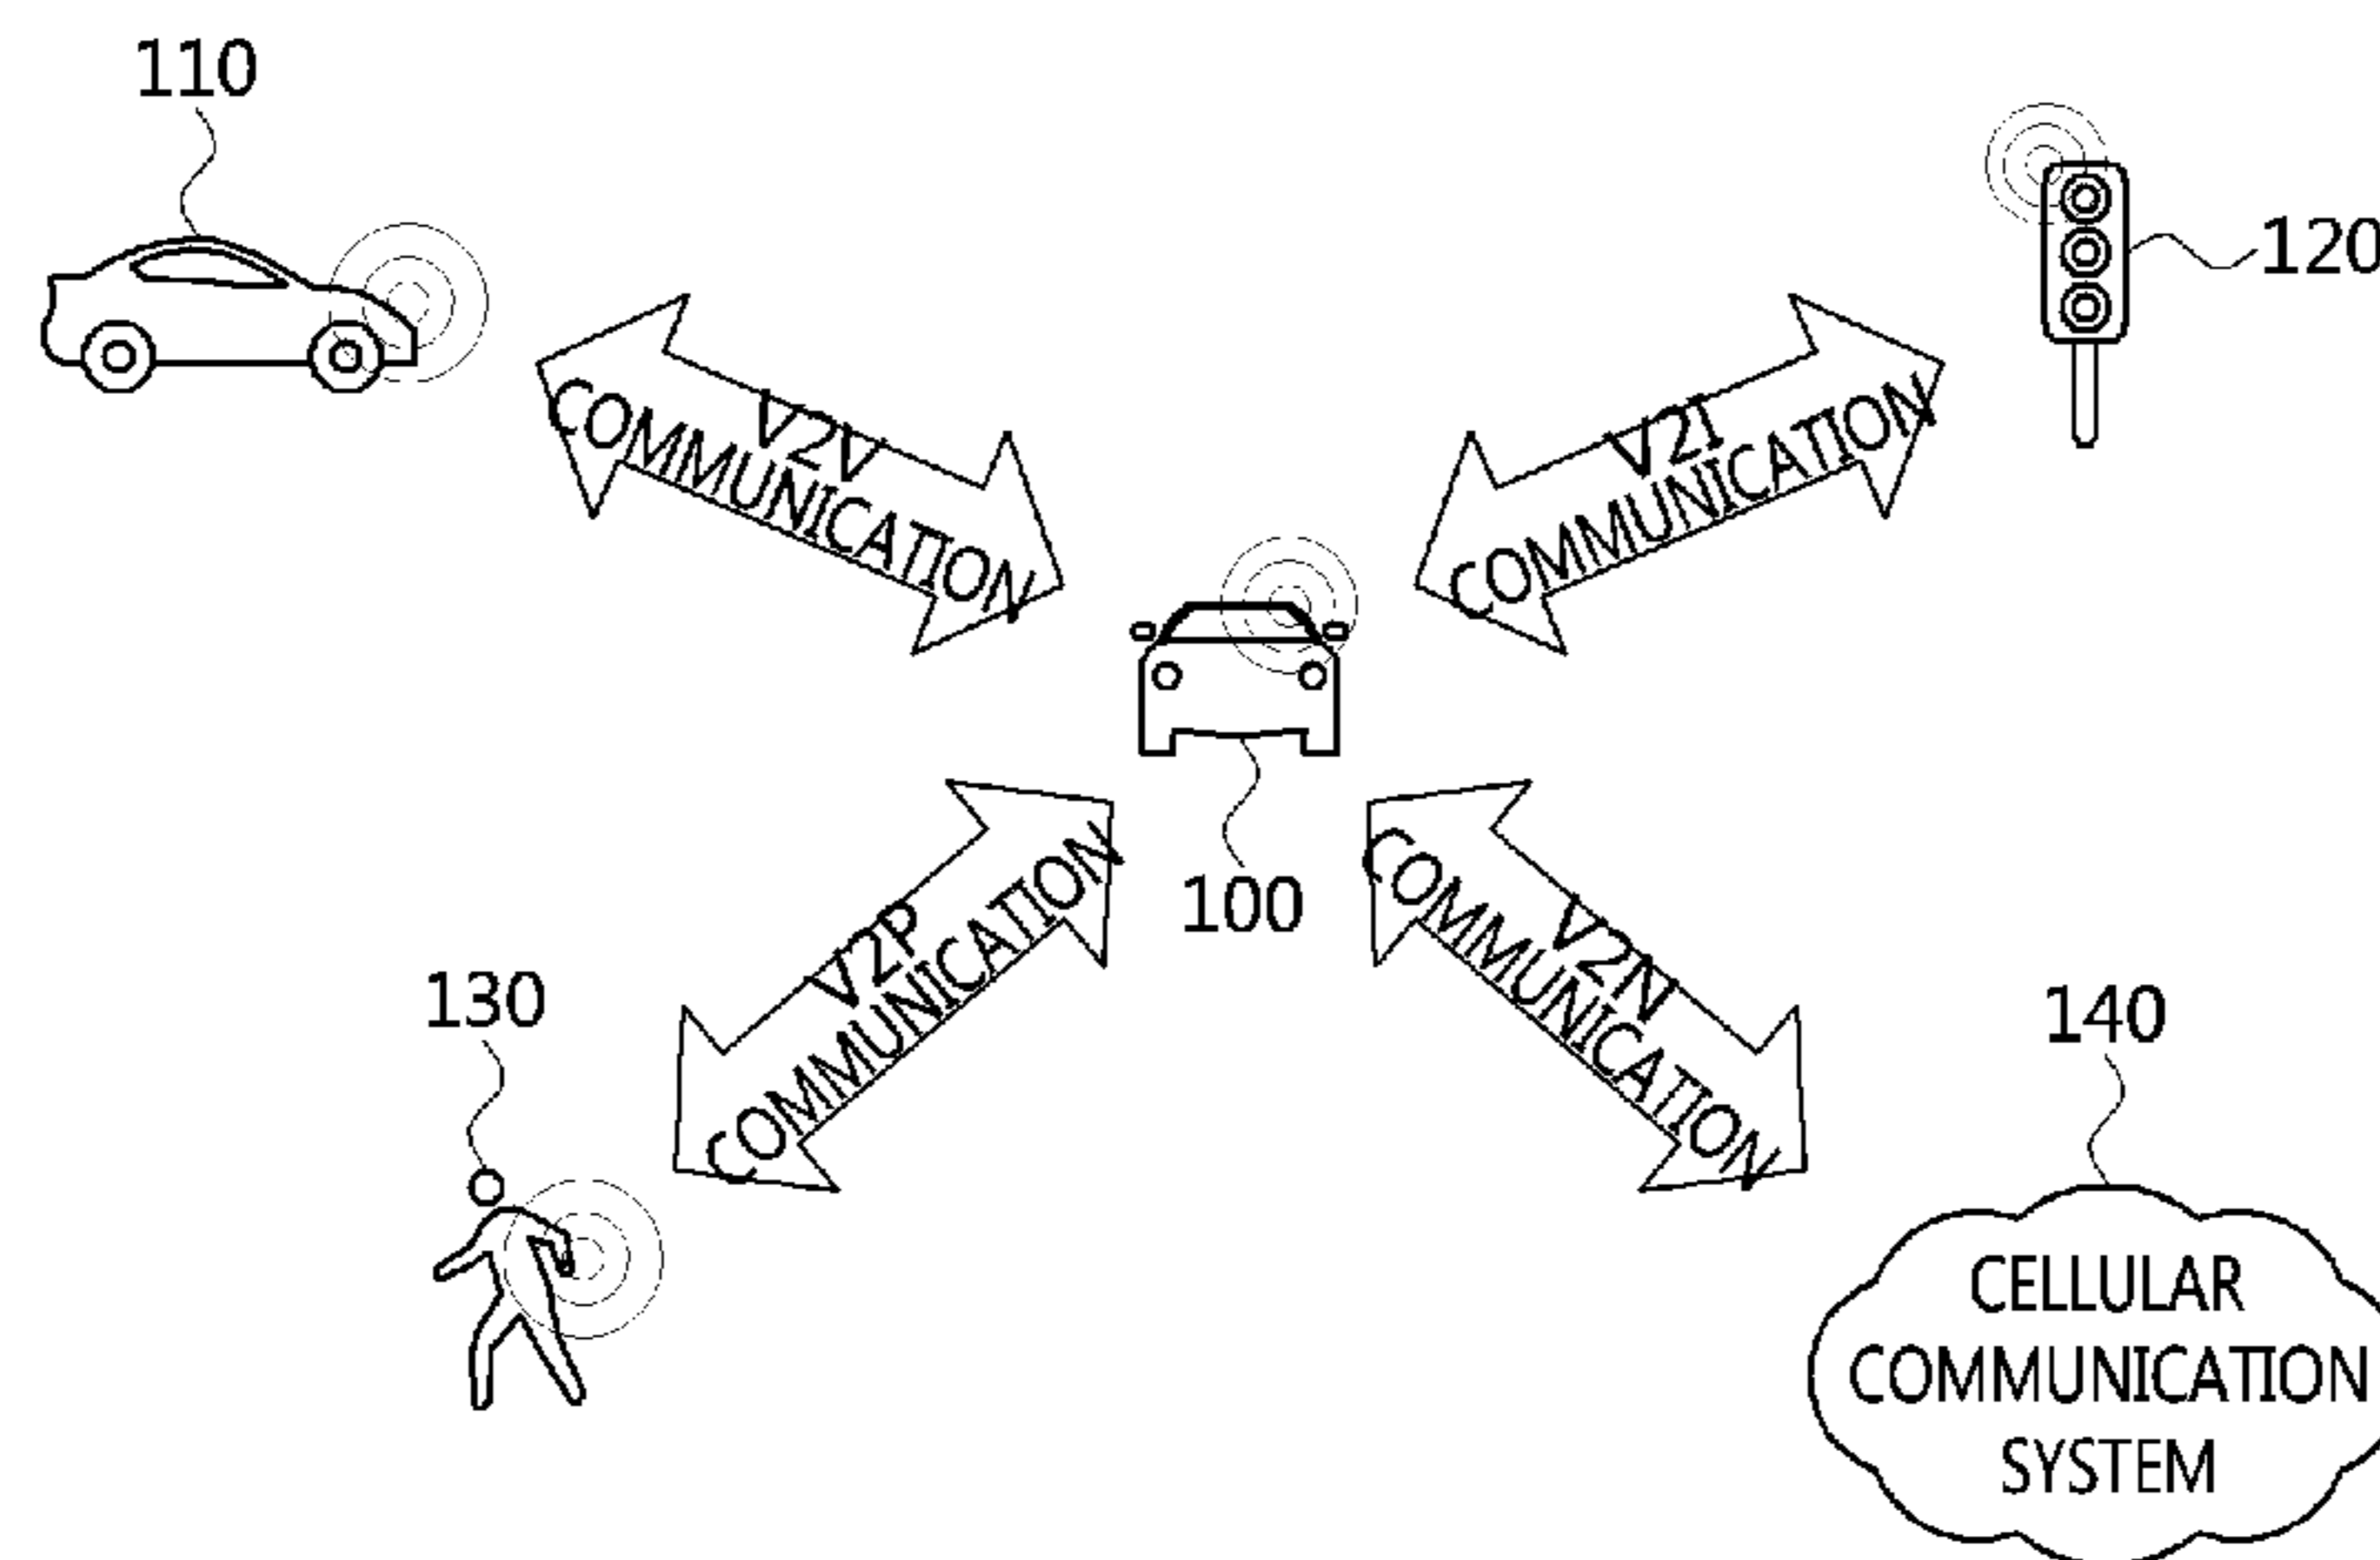 110
120
V2V
COMMUNICATION
V2I
COMMUNICATION
100
V2P
COMMUNICATION
V2N
COMMUNICATION
130
140
CELLULAR
COMMUNICATION
SYSTEM